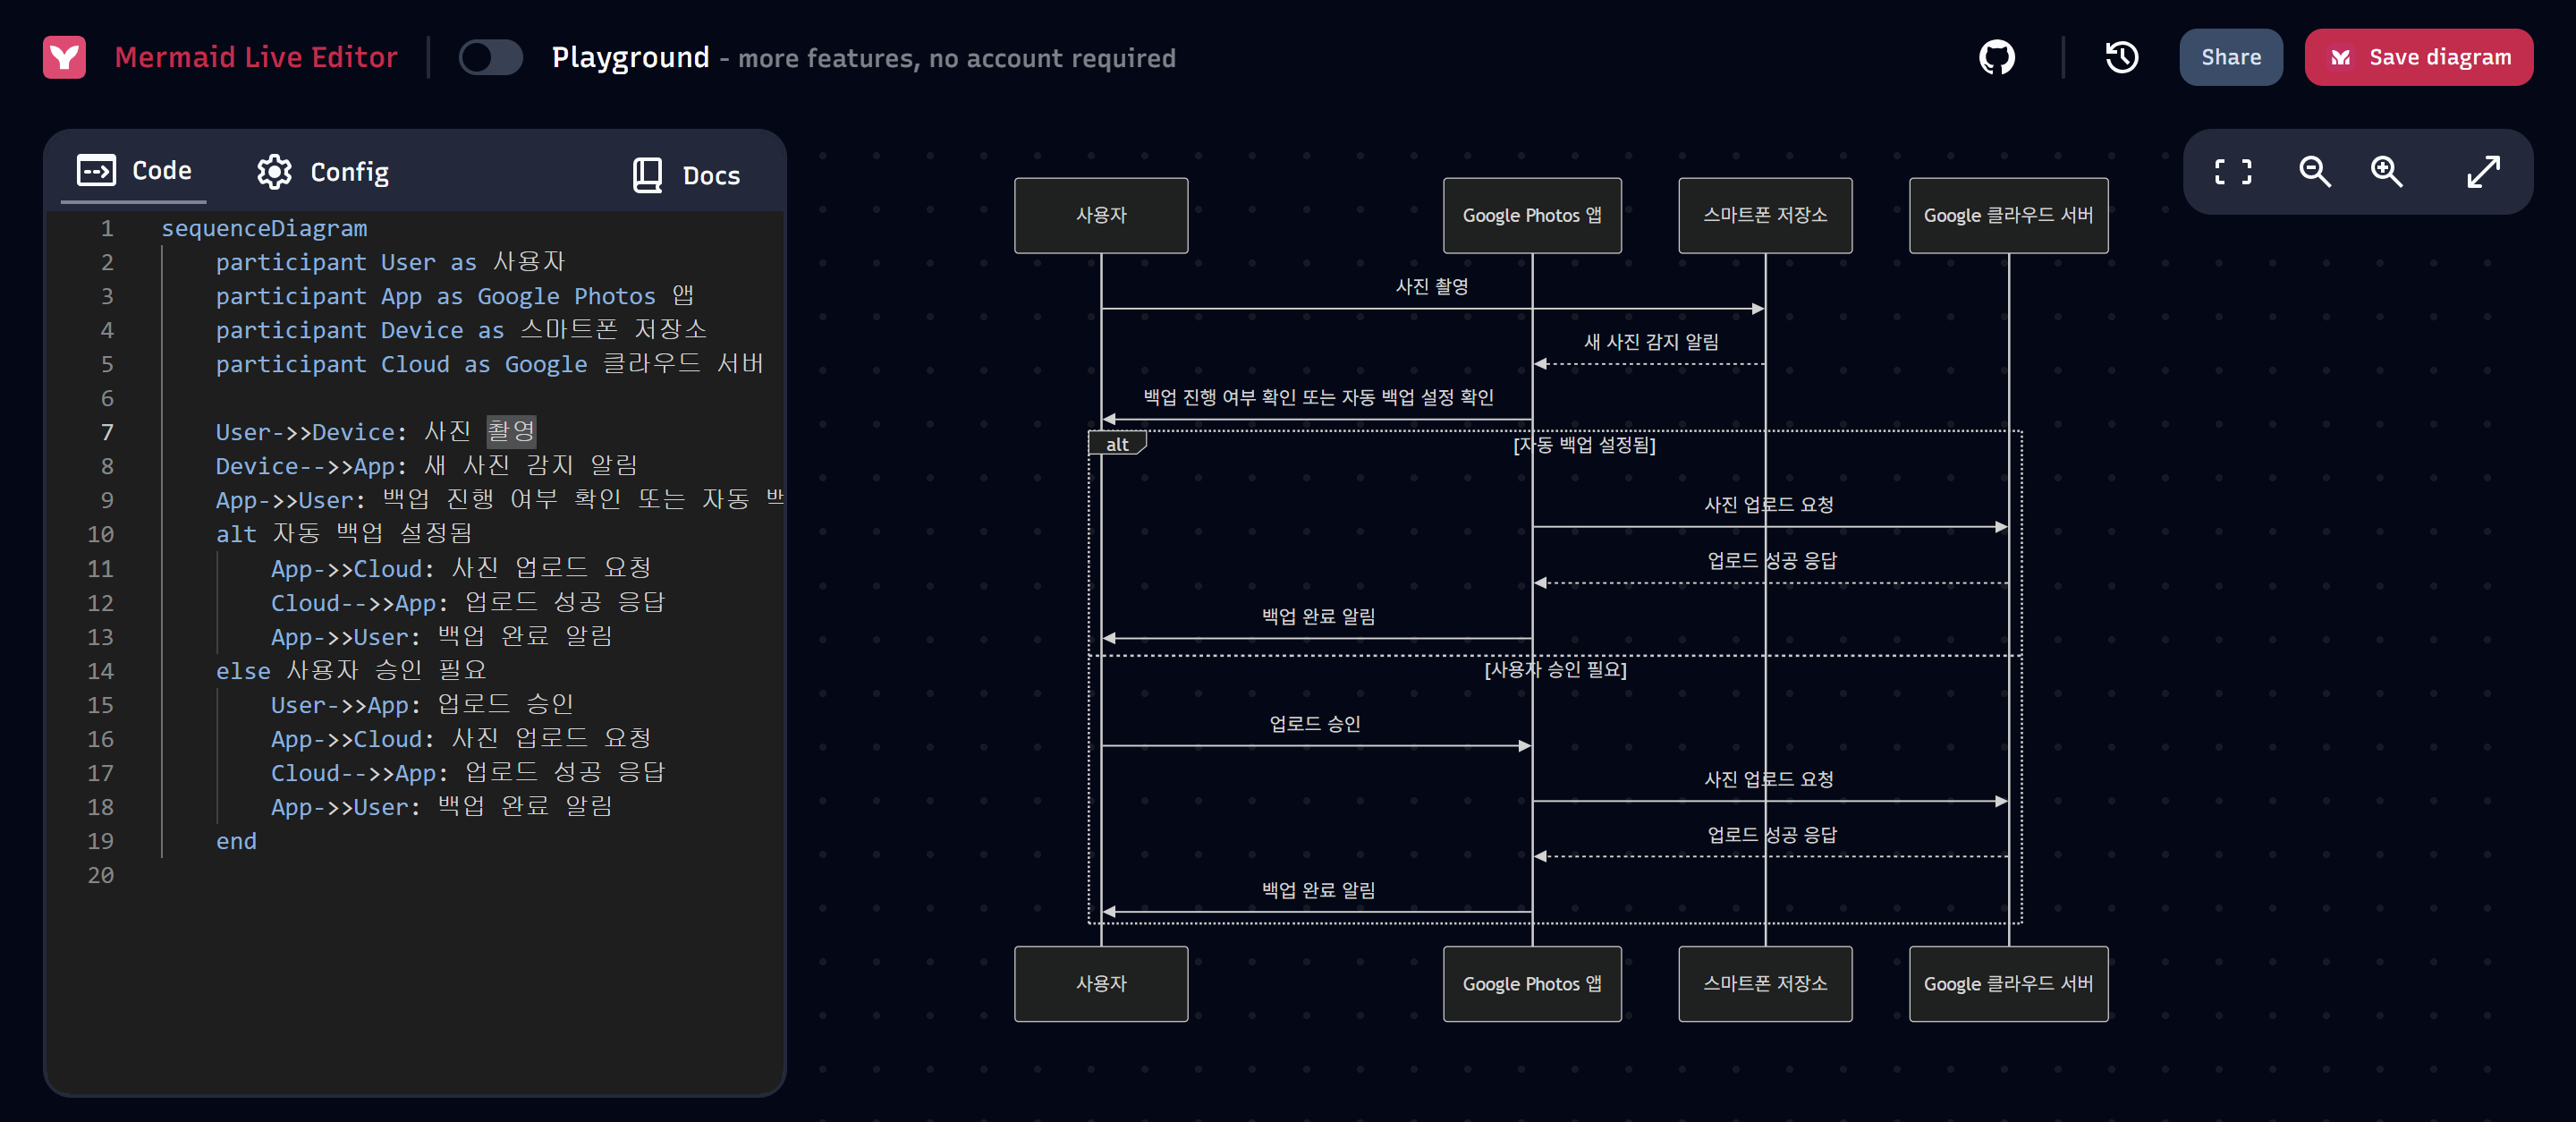 Mermaid Live Editor
Playground - more features, no account required
Share
Save diagram
Code
Config
Docs
1 sequenceDiagram
2 participant User as 사용자
3 participant App as Google Photos 앱
4 participant Device as 스마트폰 저장소
5 participant Cloud as Google 클라우드 서버
6
7 User->>Device: 사진 촬영
8 Device-->>App: 새 사진 감지 알림
9 App->>User: 백업 진행 여부 확인 또는 자동 백
10 alt 자동 백업 설정됨
11 App->>Cloud: 사진 업로드 요청
12 Cloud-->>App: 업로드 성공 응답
13 App->>User: 백업 완료 알림
14 else 사용자 승인 필요
15 User->>App: 업로드 승인
16 App->>Cloud: 사진 업로드 요청
17 Cloud-->>App: 업로드 성공 응답
18 App->>User: 백업 완료 알림
19 end
20
사용자
Google Photos 앱
스마트폰 저장소
Google 클라우드 서버
사진 촬영
새 사진 감지 알림
백업 진행 여부 확인 또는 자동 백업 설정 확인
alt
[자동 백업 설정됨]
사진 업로드 요청
업로드 성공 응답
백업 완료 알림
[사용자 승인 필요]
업로드 승인
사진 업로드 요청
업로드 성공 응답
백업 완료 알림
사용자
Google Photos 앱
스마트폰 저장소
Google 클라우드 서버